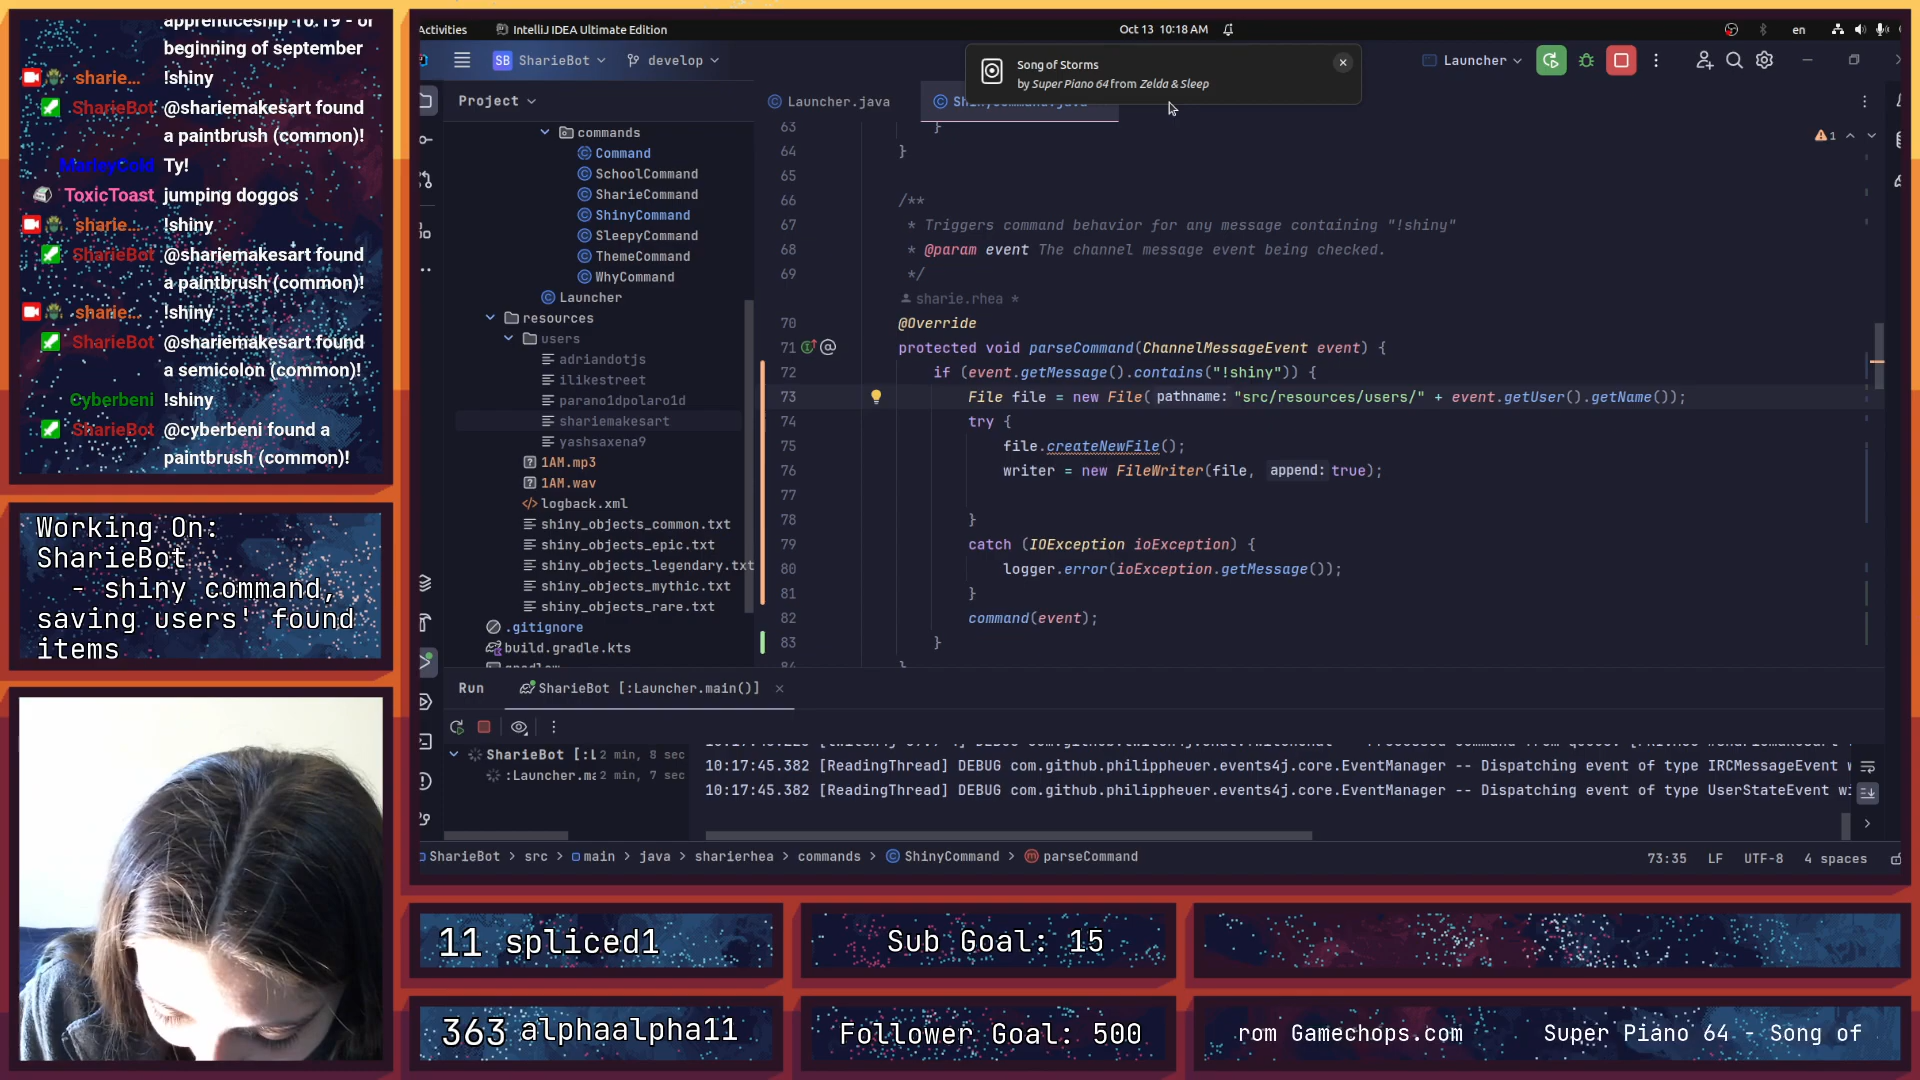 apprenticeship 16.19 - or
beginning of september
sharie... !shiny
SharieBot @shariemakesart found
a paintbrush (common)!
MarleyCold Ty!
ToxicToast jumping doggos
sharie... !shiny
SharieBot @shariemakesart found
a paintbrush (common)!
sharie... !shiny
SharieBot @shariemakesart found
a semicolon (common)!
Cyberbeni !shiny
SharieBot @cyberbeni found a
paintbrush (common)!
Working On:
SharieBot
- shiny command,
saving users' found
items
Activities IntelliJ IDEA Ultimate Edition Oct 13 10:18 AM en
SB SharieBot develop Launcher
Song of Storms
by Super Piano 64 from Zelda & Sleep
Project Launcher.java
commands
Command
SchoolCommand
SharieCommand
ShinyCommand
SleepyCommand
ThemeCommand
WhyCommand
Launcher
resources
users
adriandotjs
ilikestreet
parano1dpolaro1d
shariemakesart
yashsaxena9
1AM.mp3
1AM.wav
logback.xml
shiny_objects_common.txt
shiny_objects_epic.txt
shiny_objects_legendary.txt
shiny_objects_mythic.txt
shiny_objects_rare.txt
.gitignore
build.gradle.kts
gradlew
1
63 }
64 }
65
66 /**
67 * Triggers command behavior for any message containing "!shiny"
68 * @param event The channel message event being checked.
69 */
sharie.rhea *
70 @Override
71 protected void parseCommand(ChannelMessageEvent event) {
72 if (event.getMessage().contains("!shiny")) {
73 File file = new File( pathname: "src/resources/users/" + event.getUser().getName());
74 try {
75 file.createNewFile();
76 writer = new FileWriter(file, append: true);
77
78 }
79 catch (IOException ioException) {
80 logger.error(ioException.getMessage());
81 }
82 command(event);
83 }
84 }
Run SharieBot [:Launcher.main()]
SharieBot [:L 2 min, 8 sec
:Launcher.ma 2 min, 7 sec
10:17:45.382 [ReadingThread] DEBUG com.github.philippheuer.events4j.core.EventManager -- Dispatching event of type IRCMessageEvent w
10:17:45.382 [ReadingThread] DEBUG com.github.philippheuer.events4j.core.EventManager -- Dispatching event of type UserStateEvent wi
SharieBot > src > main > java > sharierhea > commands > ShinyCommand > parseCommand 73:35 LF UTF-8 4 spaces
11 spliced1
Sub Goal: 15
363 alphaalpha11
Follower Goal: 500
rom Gamechops.com Super Piano 64 - Song of